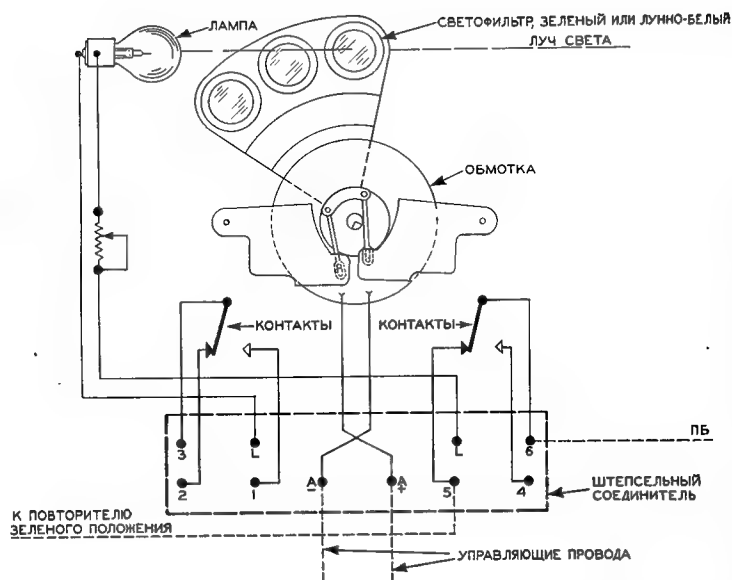 ЛАМПА
СВЕТОФИЛЬТР, ЗЕЛЕНЫЙ ИЛИ ЛУННО-БЕЛЫЙ
ЛУЧ СВЕТА
ОБМОТКА
КОНТАКТЫ
КОНТАКТЫ
ПБ
3 L L 6
2 1 A - A + 5 4
ШТЕПСЕЛЬНЫЙ
СОЕДИНИТЕЛЬ
К ПОВТОРИТЕЛЮ
ЗЕЛЕНОГО ПОЛОЖЕНИЯ
УПРАВЛЯЮЩИЕ ПРОВОДА